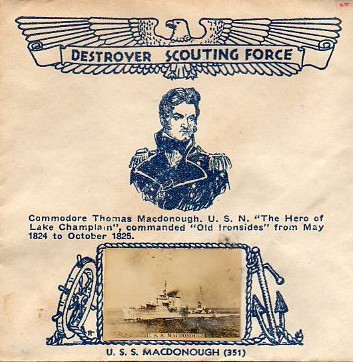 DESTROYER SCOUTING FORCE
Commodore Thomas Macdonough. U. S. N. "The Hero of
Lake Champlain", commanded "Old Ironsides" from May
1824 to October 1825.
U. S. S. MACDONOUGH
U. S. S. MACDONOUGH (351)